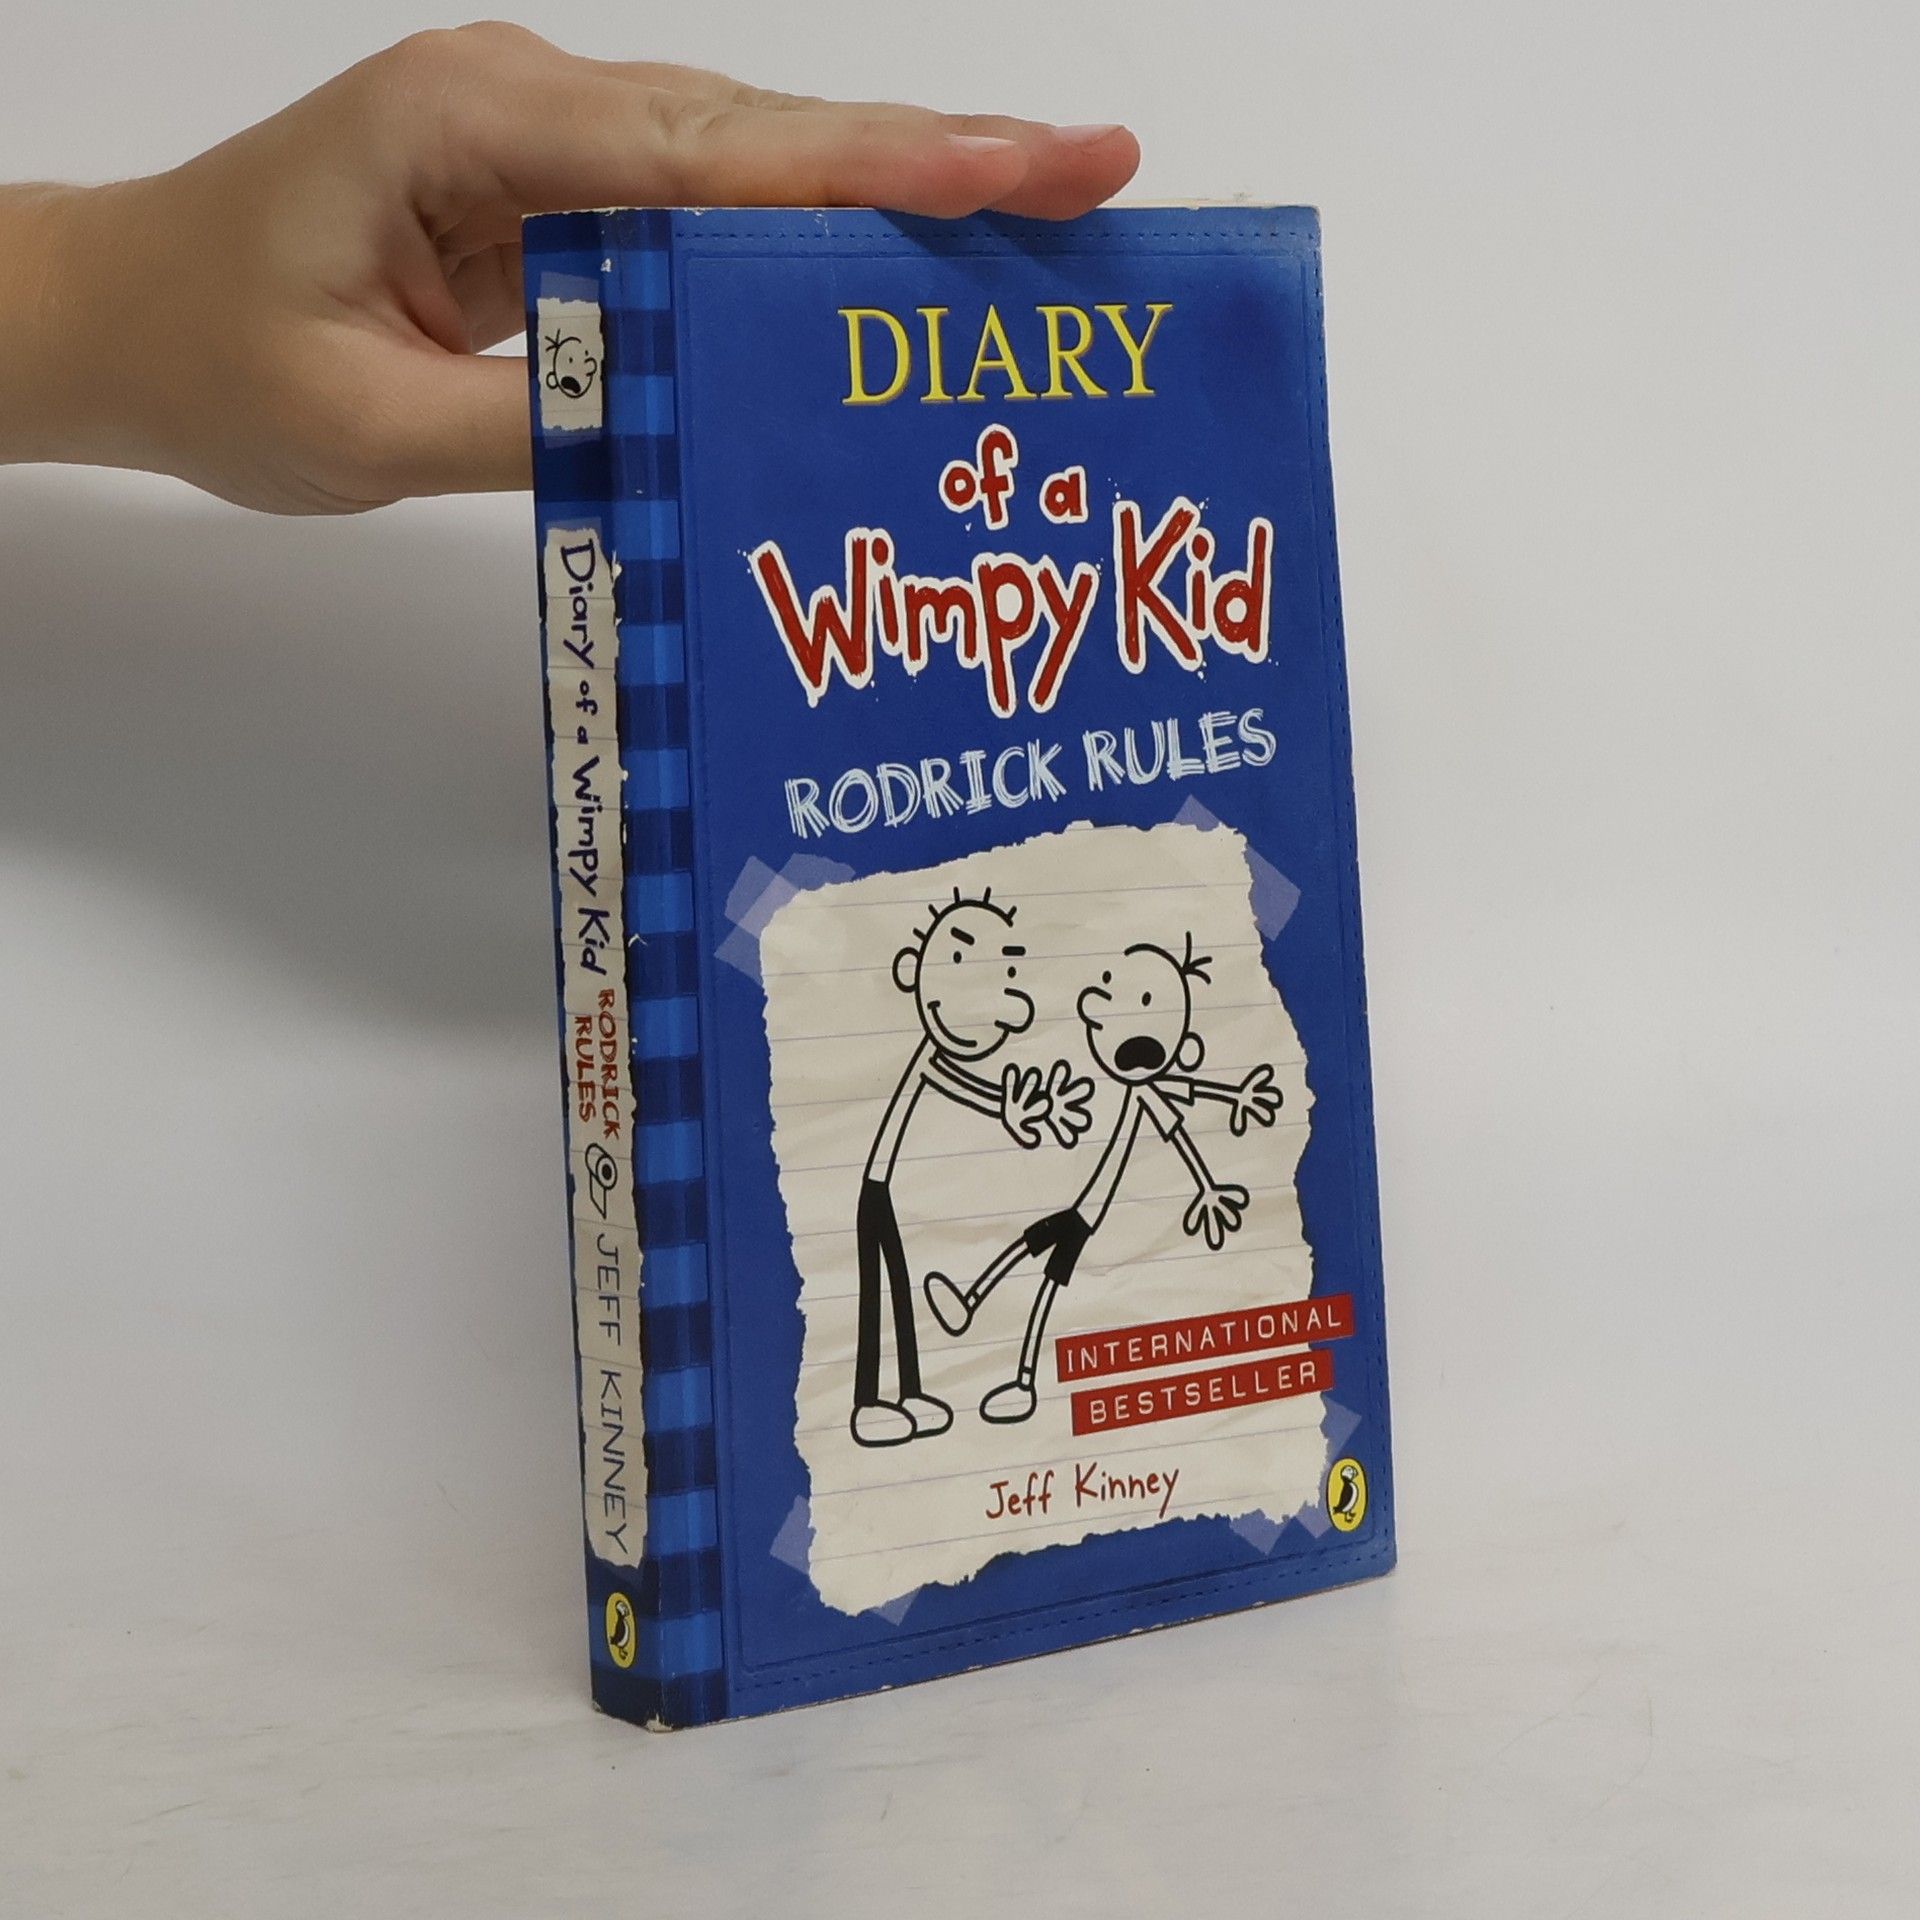 DIARY
of a
Wimpy Kid
RODRICK RULES
INTERNATIONAL
BESTSELLER
Jeff Kinney
Diary of a Wimpy Kid
RODRICK
RULES
JEFF KINNEY